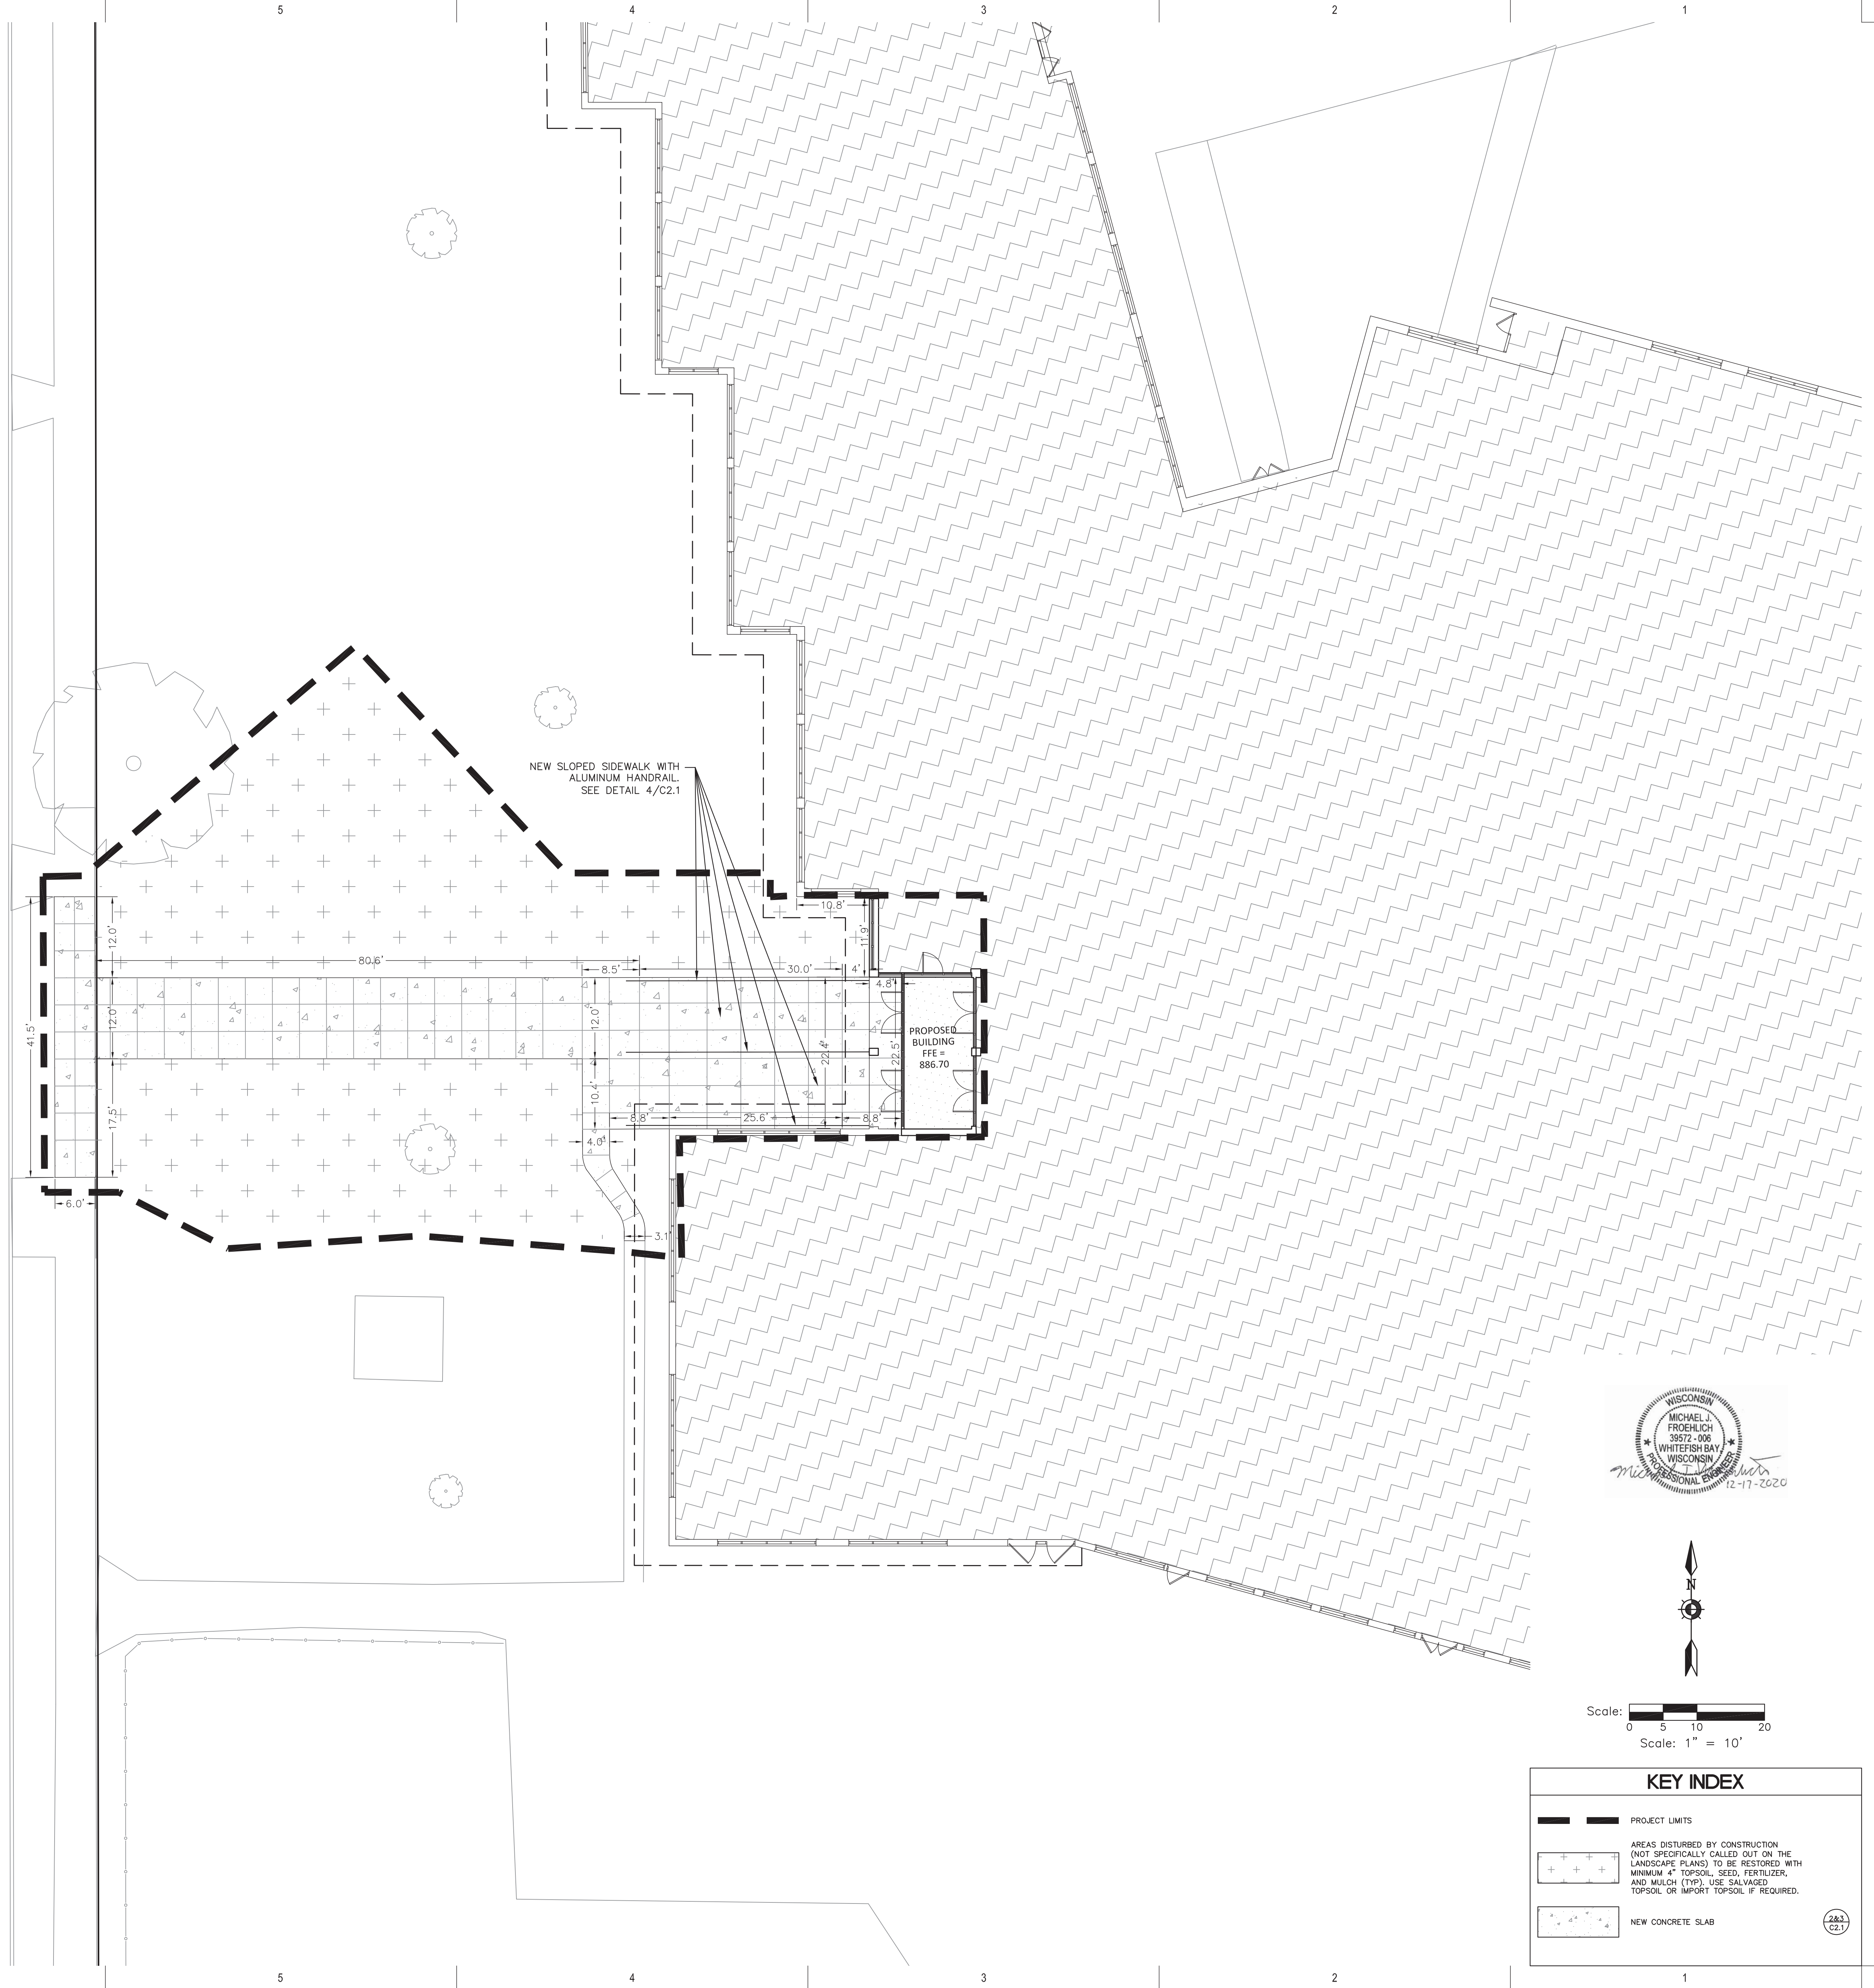 5
4
3
2
1
NEW SLOPED SIDEWALK WITH
ALUMINUM HANDRAIL.
SEE DETAIL 4/C2.1
10.8'
11.9'
12.0'
80.6'
8.5'
30.0'
4'
4.8'
41.5'
12.0'
12.0'
22.4'
22.5'
PROPOSED
BUILDING
FFE =
886.70
10.4'
17.5'
8.8'
25.6'
8.8'
4.0'
6.0'
3.1'
WISCONSIN
MICHAEL J.
FROEHLICH
39572 - 006
WHITEFISH BAY,
WISCONSIN
PROFESSIONAL ENGINEER
12-17-2020
N
Scale:
0 5 10 20
Scale: 1" = 10'
KEY INDEX
PROJECT LIMITS
AREAS DISTURBED BY CONSTRUCTION
(NOT SPECIFICALLY CALLED OUT ON THE
LANDSCAPE PLANS) TO BE RESTORED WITH
MINIMUM 4" TOPSOIL, SEED, FERTILIZER,
AND MULCH (TYP). USE SALVAGED
TOPSOIL OR IMPORT TOPSOIL IF REQUIRED.
NEW CONCRETE SLAB
2&3
C2.1
5
4
3
2
1